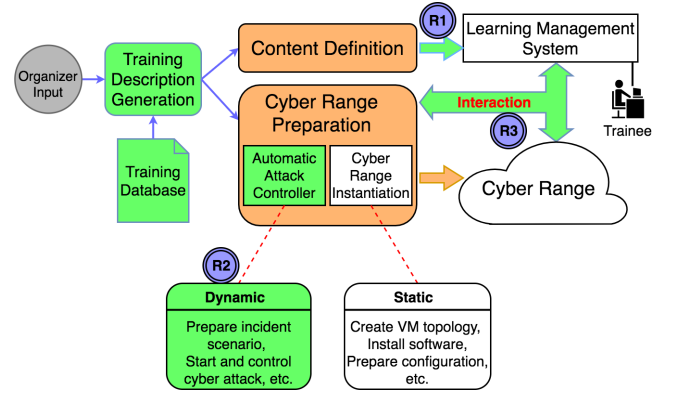 R1
Learning Management
System
Content Definition
Training
Description
Generation
Organizer
Input
Cyber Range
Preparation
Interaction
R3
Trainee
Automatic
Attack
Controller
Cyber
Range
Instantiation
Training
Database
Cyber Range
R2
Dynamic
Prepare incident
scenario,
Start and control
cyber attack, etc.
Static
Create VM topology,
Install software,
Prepare configuration,
etc.